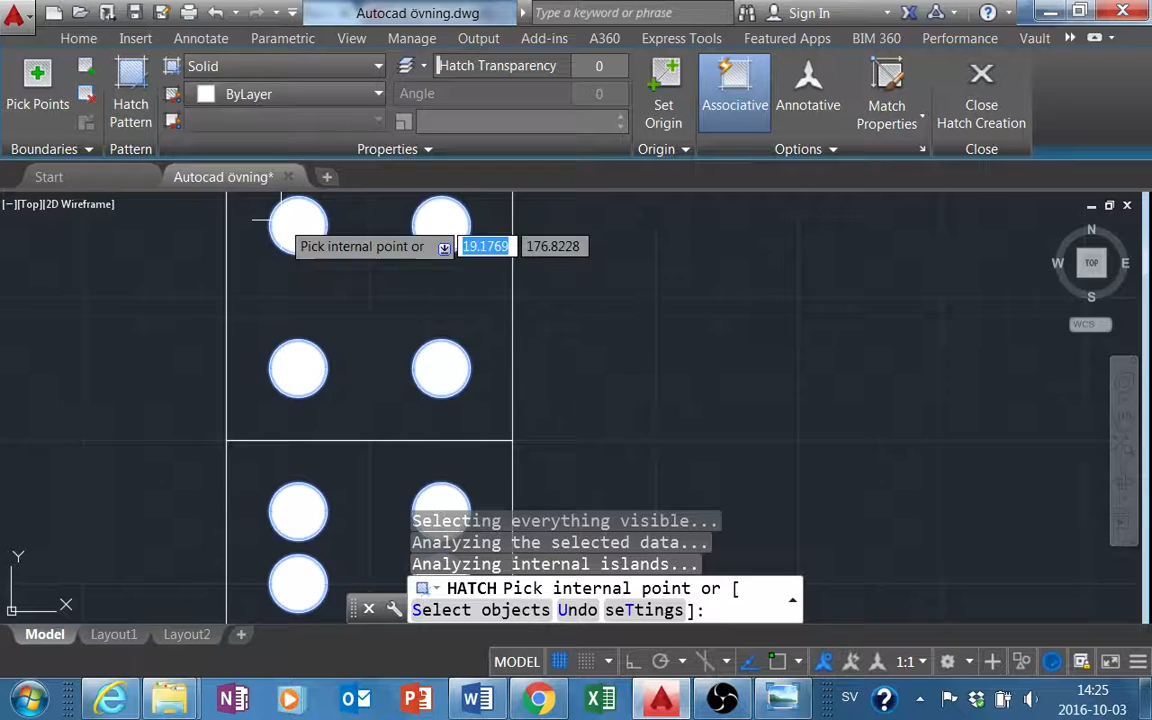 Autocad övning.dwg
Type a keyword or phrase
Sign In
Home Insert Annotate Parametric View Manage Output Add-ins A360 Express Tools Featured Apps BIM 360 Performance Vault
Solid
Hatch Transparency 0
ByLayer
Angle 0
Pick Points
Hatch Pattern
Set Origin
Associative
Annotative
Match Properties
Close Hatch Creation
Boundaries Pattern Properties Origin Options Close
Start Autocad övning*
[−][Top][2D Wireframe]
N
W TOP E
S
WCS
Pick internal point or 19.1769 176.8228
Selecting everything visible...
Analyzing the selected data...
Analyzing internal islands...
HATCH Pick internal point or [
Select objects Undo seTtings]:
Y
X
Model Layout1 Layout2
MODEL 1:1
SV 14:25
2016-10-03